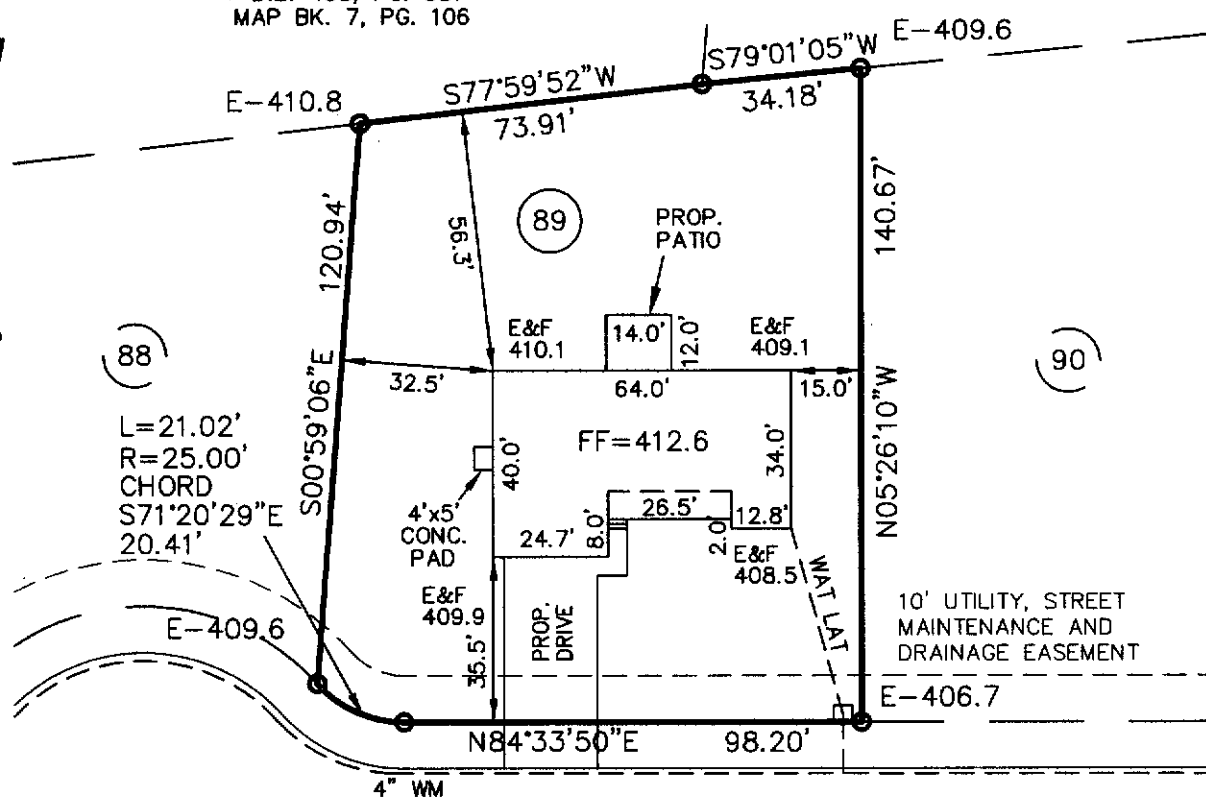 MAP BK. 7, PG. 106
E-409.6
S79°01'05"W
34.18'
S77°59'52"W
73.91'
E-410.8
120.94'
S00°59'06"E
56.3'
89
PROP.
PATIO
140.67'
N05°26'10"W
E&F
410.1
14.0'
12.0'
E&F
409.1
88
90
32.5'
64.0'
15.0'
L=21.02'
R=25.00'
CHORD
S71°20'29"E
20.41'
FF=412.6
40.0'
34.0'
4'x5'
CONC.
PAD
26.5'
24.7'
8.0'
2.0'
12.8'
E&F
408.5
WAT LAT
E&F
409.9
35.5'
PROP.
DRIVE
10' UTILITY, STREET
MAINTENANCE AND
DRAINAGE EASEMENT
E-409.6
E-406.7
N84°33'50"E
98.20'
4" WM